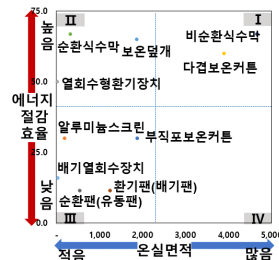 75.0
II
I
높음
순환식수막
보온덮개
비순환식수막
다겹보온커튼
50.0
열회수형환기장치
에너지
절감
효율
알루미늄스크린
부직포보온커튼
25.0
배기열회수장치
낮음
순환팬(유동팬)
환기팬(배기팬)
III
IV
-
1,000
2,000
3,000
4,000
5,000
적음
온실면적
많음